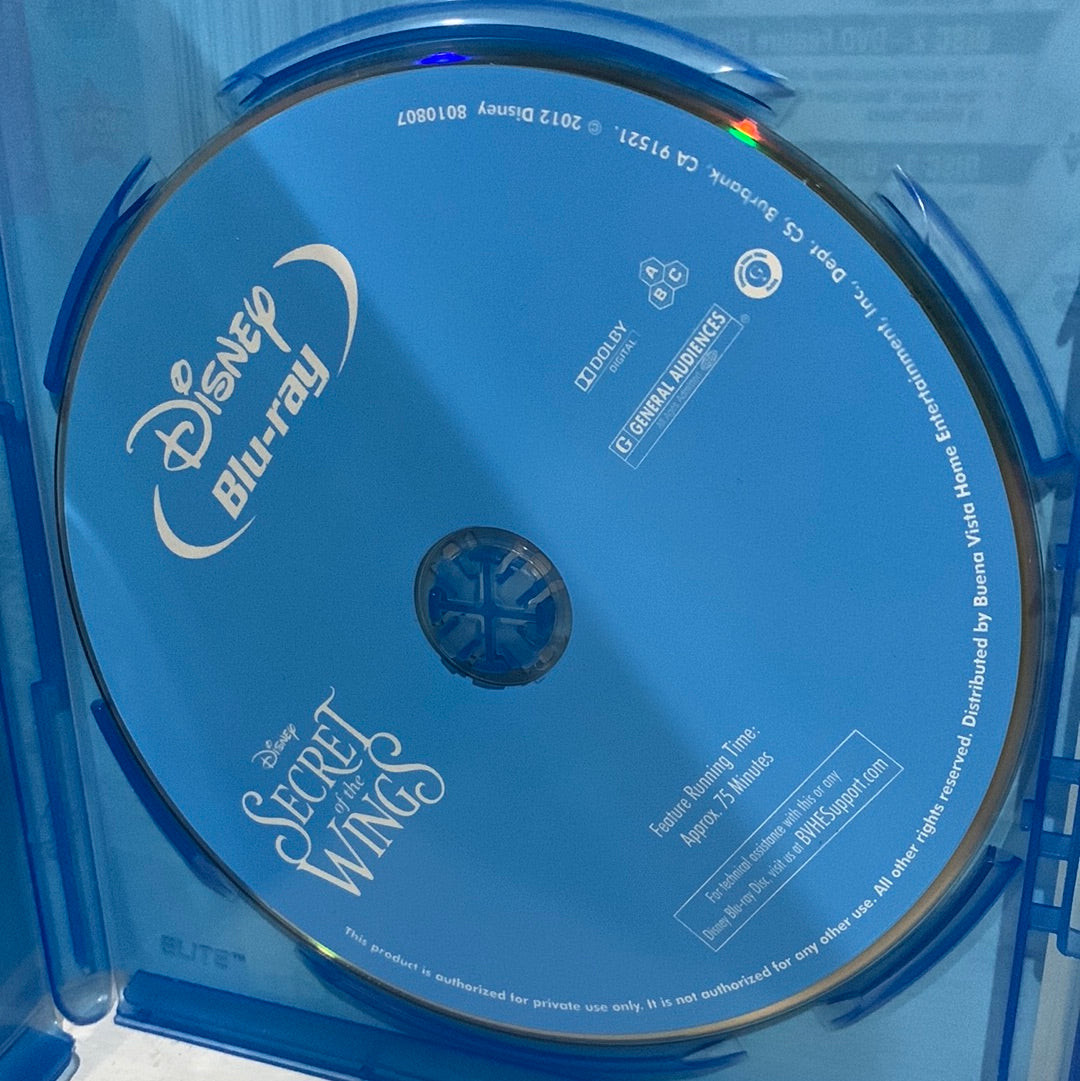 DISNEY
Blu-ray
DISNEY
SECRET
of the
WINGS
DOLBY
DIGITAL
A
B
C
G GENERAL AUDIENCES
®
Feature Running Time:
Approx. 75 Minutes
For technical assistance with this or any
Disney Blu-ray Disc, visit us at BVHESupport.com
This product is authorized for private use only. It is not authorized for any other use. All other rights reserved. Distributed by Buena Vista Home Entertainment, Inc., Dept. CS, Burbank, CA 91521. © 2012 Disney 8010807
ELITE™